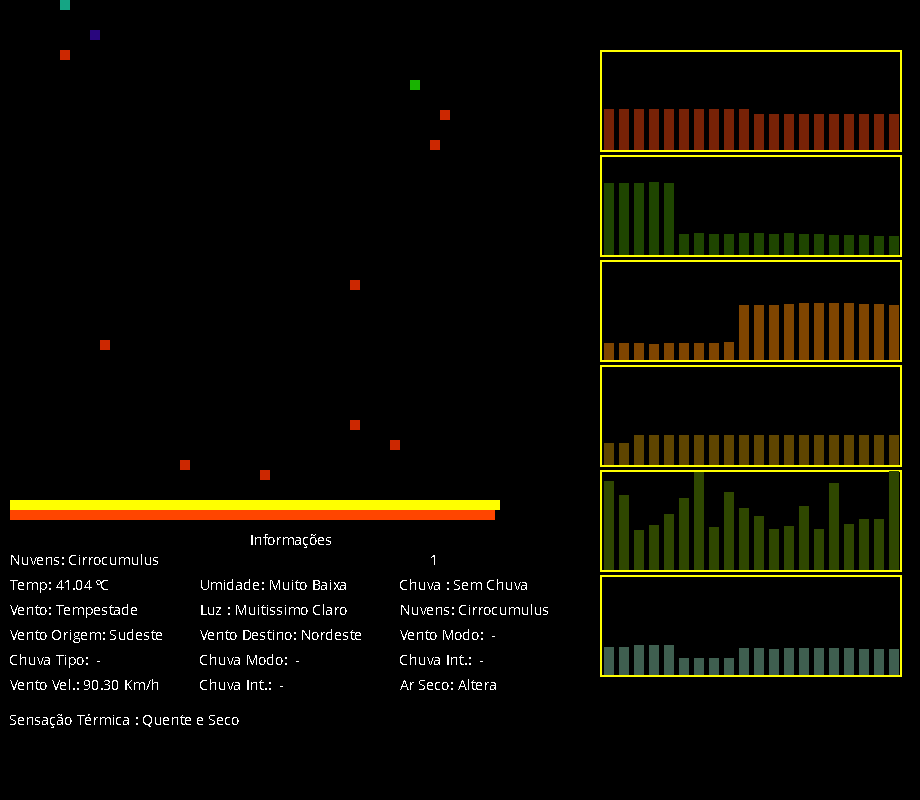 Informações
Nuvens: Cirrocumulus 1
Temp: 41.04 ºC Umidade: Muito Baixa Chuva : Sem Chuva
Vento: Tempestade Luz : Muitissimo Claro Nuvens: Cirrocumulus
Vento Origem: Sudeste Vento Destino: Nordeste Vento Modo: -
Chuva Tipo: - Chuva Modo: - Chuva Int.: -
Vento Vel.: 90.30 Km/h Chuva Int.: - Ar Seco: Altera
Sensação Térmica : Quente e Seco